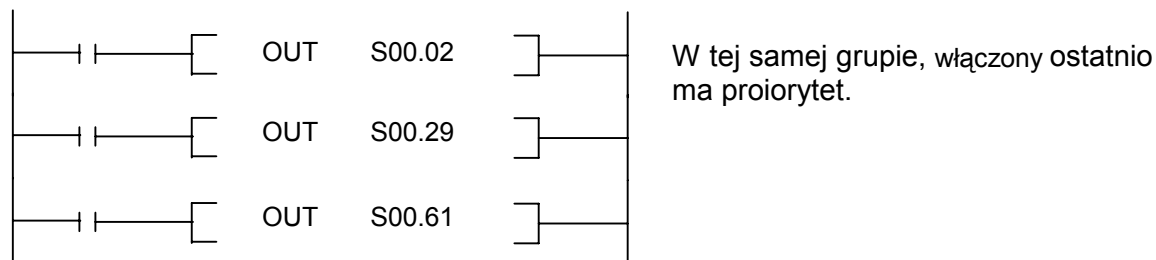 OUT S00.02
W tej samej grupie, włączony ostatnio
ma proiorytet.
OUT S00.29
OUT S00.61